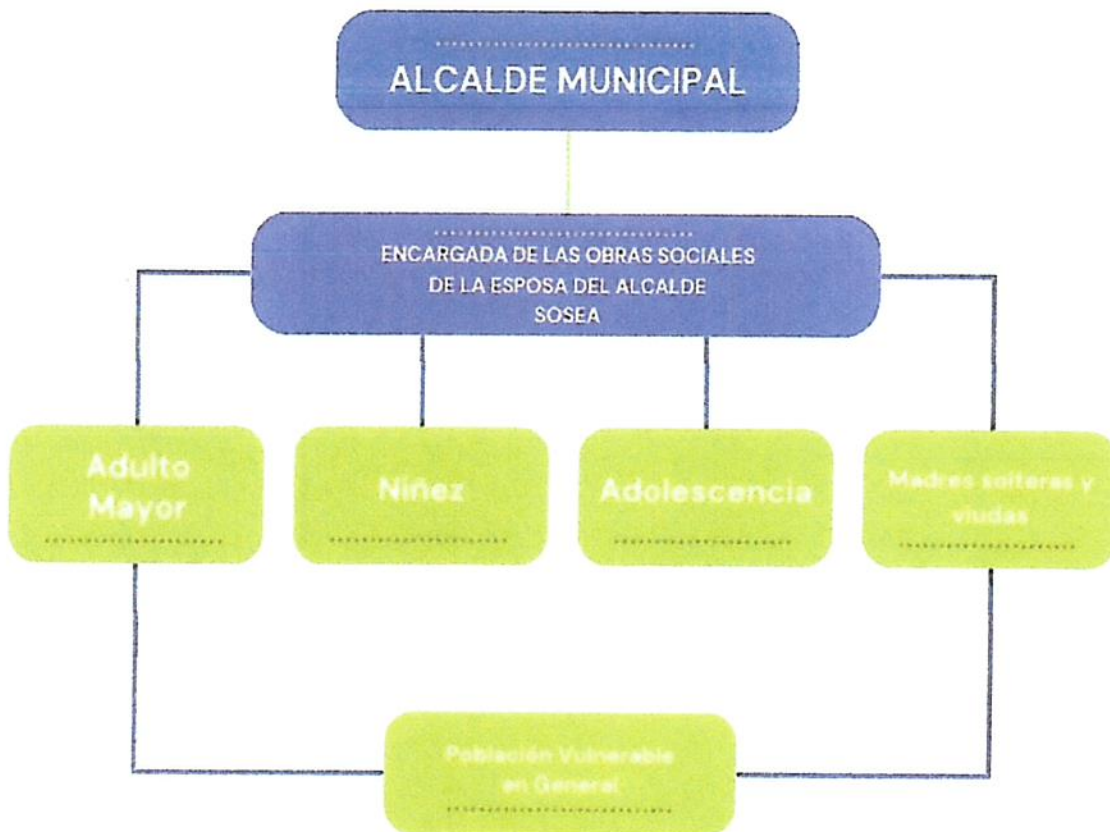 ALCALDE MUNICIPAL
ENCARGADA DE LAS OBRAS SOCIALES
DE LA ESPOSA DEL ALCALDE
SOSEA
Adulto
Mayor
Niñez
Adolescencia
Madres solteras y
viudas
Población Vulnerable
en General